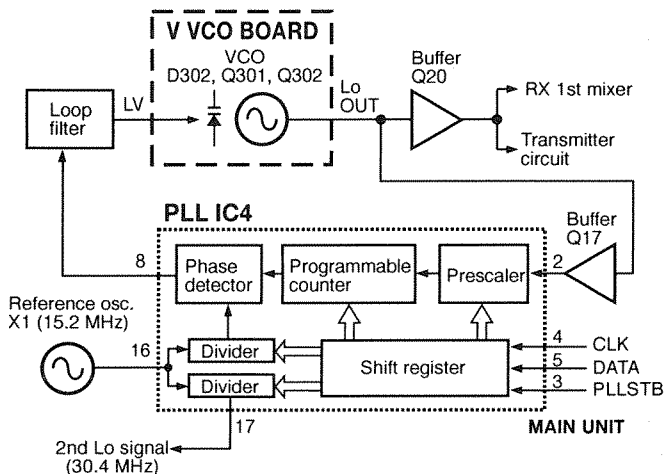 V VCO BOARD
VCO
D302, Q301, Q302
Loop
filter
LV
Lo
OUT
Buffer
Q20
RX 1st mixer
Transmitter
circuit
PLL IC4
Buffer
Q17
8
Phase
detector
Programmable
counter
Prescaler
2
Reference osc.
X1 (15.2 MHz)
16
Divider
Divider
Shift register
4
CLK
5
DATA
3
PLLSTB
17
MAIN UNIT
2nd Lo signal
(30.4 MHz)